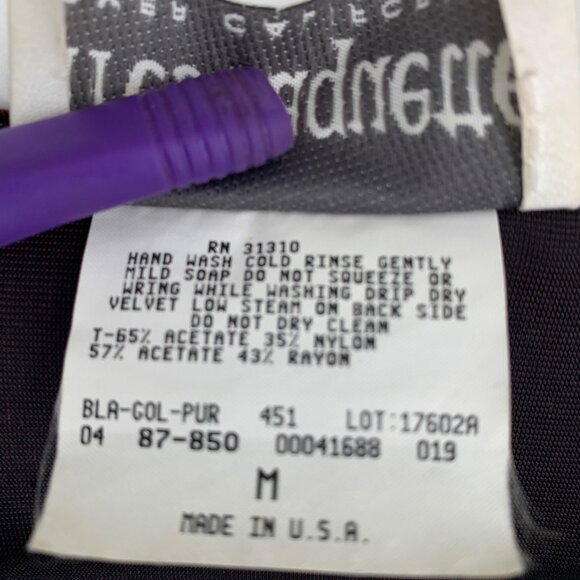 RN 31310
HAND WASH COLD RINSE GENTLY
MILD SOAP DO NOT SQUEEZE OR
WRING WHILE WASHING DRIP DRY
VELVET LOW STEAM ON BACK SIDE
DO NOT DRY CLEAN
T-65% ACETATE 35% NYLON
57% ACETATE 43% RAYON
BLA-GOL-PUR 451 LOT:17602A
04 87-850 00041688 019
M
MADE IN U.S.A.